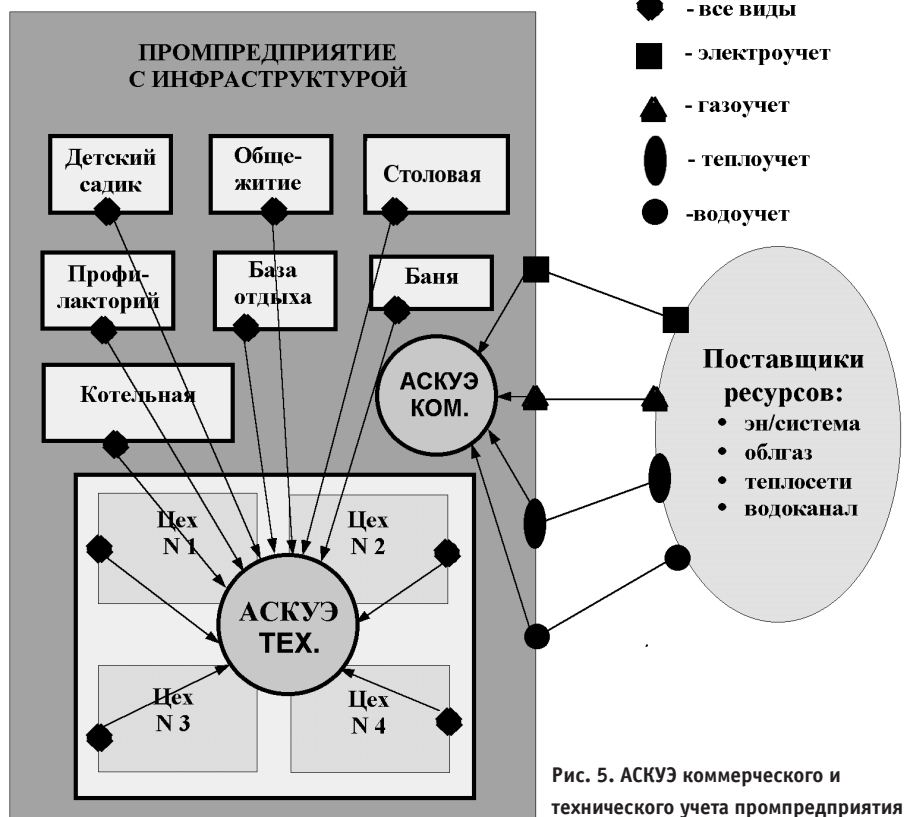 - все виды
- электроучет
- газоучет
- теплоучет
-водоучет
ПРОМПРЕДПРИЯТИЕ
С ИНФРАСТРУКТУРОЙ
Детский
садик
Обще-
житие
Столовая
Профи-
лакторий
База
отдыха
Баня
Котельная
АСКУЭ
КОМ.
Поставщики
ресурсов:
• эн/система
• облгаз
• теплосети
• водоканал
Цех
N 1
Цех
N 2
АСКУЭ
ТЕХ.
Цех
N 3
Цех
N 4
Рис. 5. АСКУЭ коммерческого и
технического учета промпредприятия